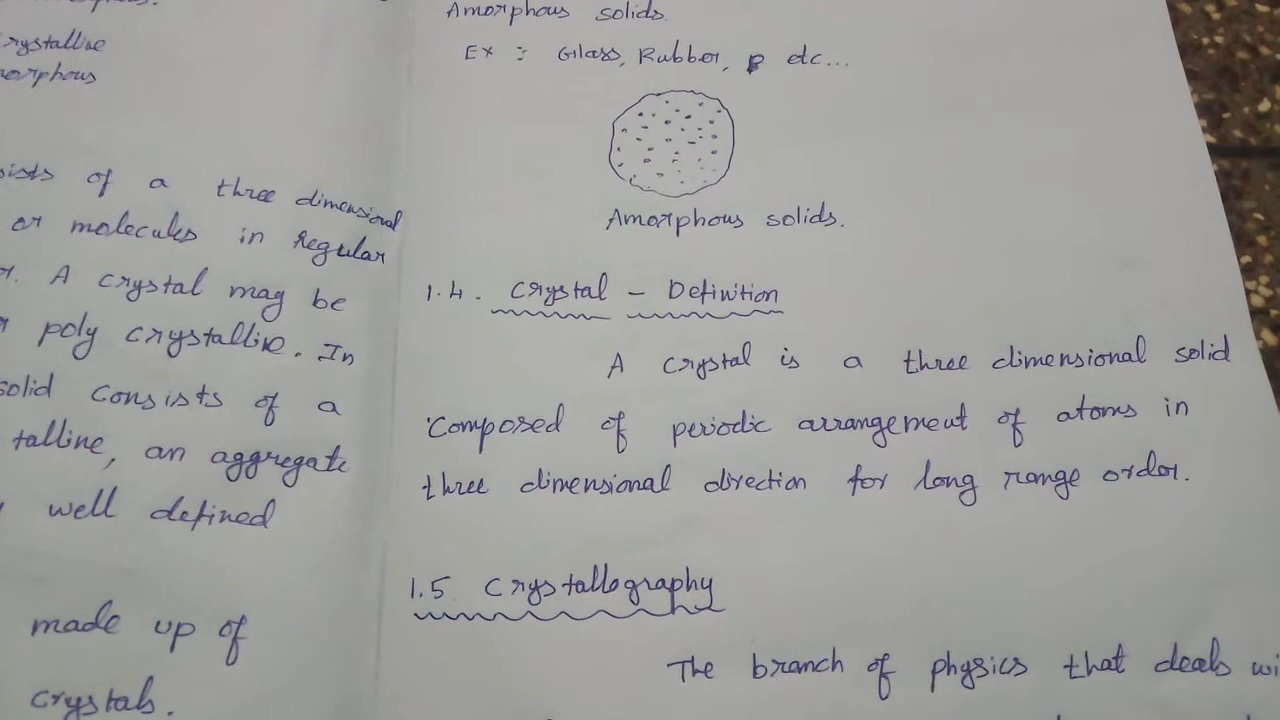 crystalline
sists of a three dimensional
or molecules in Regular
A crystal may be
poly crystalline. In
solid consists of a
talline, an aggregate
well defined
made up of
crystals.
Amorphous solids.
Ex : Glass, Rubber, etc...
Amorphous solids.
1.4. Crystal - Definition
A crystal is a three dimensional solid
Composed of periodic arrangement of atoms in
three dimensional direction for long range order.
1.5 Crystallography
The branch of physics that deals wi